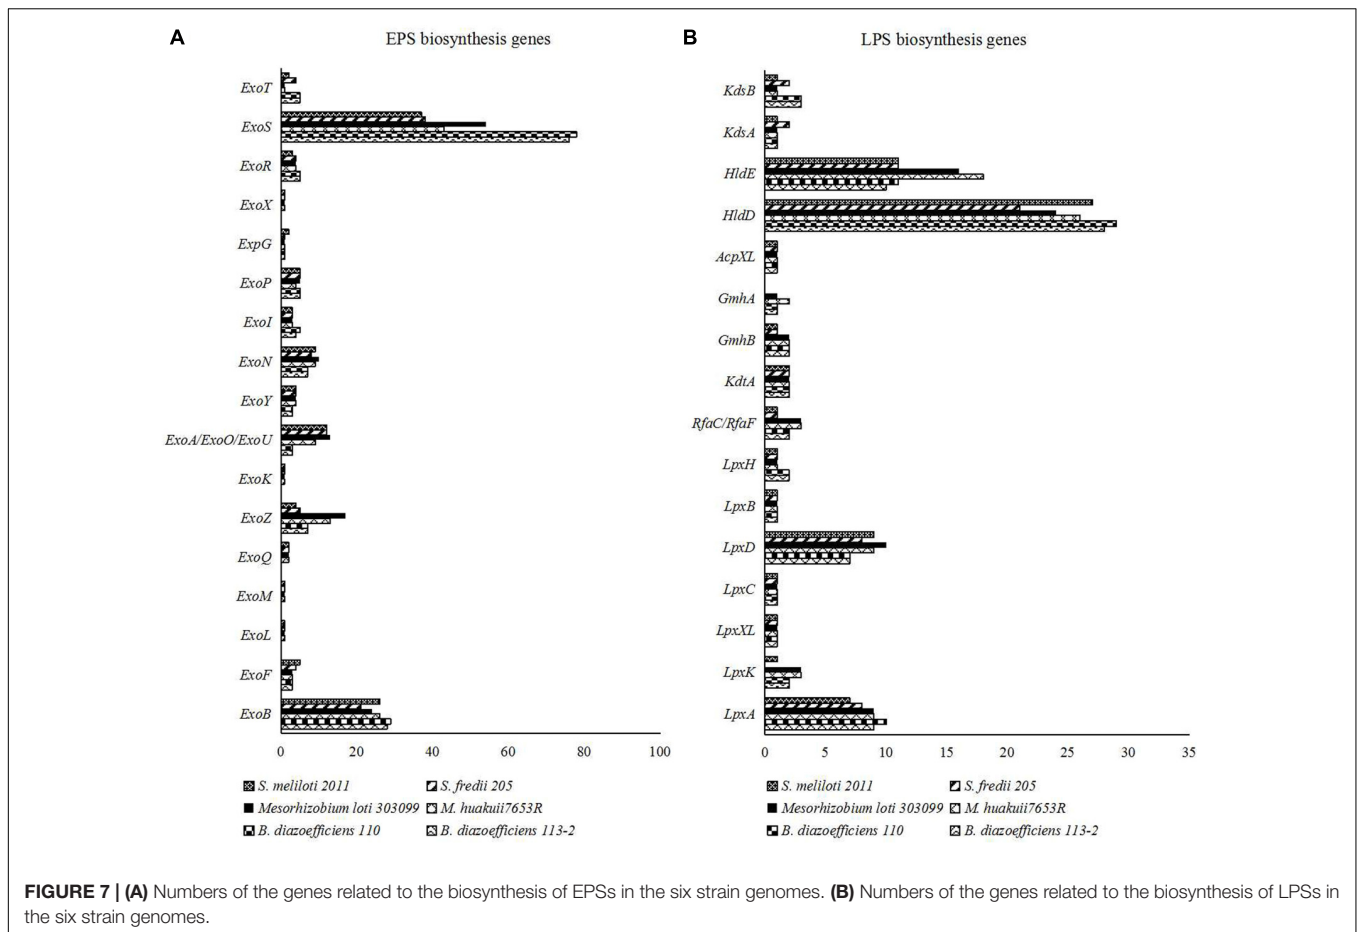 A
EPS biosynthesis genes
ExoT
ExoS
ExoR
ExoX
ExpG
ExoP
ExoI
ExoN
ExoY
ExoA/ExoO/ExoU
ExoK
ExoZ
ExoQ
ExoM
ExoL
ExoF
ExoB
0 20 40 60 80 100
S. meliloti 2011 S. fredii 205
Mesorhizobium loti 303099 M. huakuii7653R
B. diazoefficiens 110 B. diazoefficiens 113-2
B
LPS biosynthesis genes
KdsB
KdsA
HldE
HldD
AcpXL
GmhA
GmhB
KdtA
RfaC/RfaF
LpxH
LpxB
LpxD
LpxC
LpxXL
LpxK
LpxA
0 5 10 15 20 25 30 35
S. meliloti 2011 S. fredii 205
Mesorhizobium loti 303099 M. huakuii7653R
B. diazoefficiens 110 B. diazoefficiens 113-2
FIGURE 7 | (A) Numbers of the genes related to the biosynthesis of EPSs in the six strain genomes. (B) Numbers of the genes related to the biosynthesis of LPSs in
the six strain genomes.